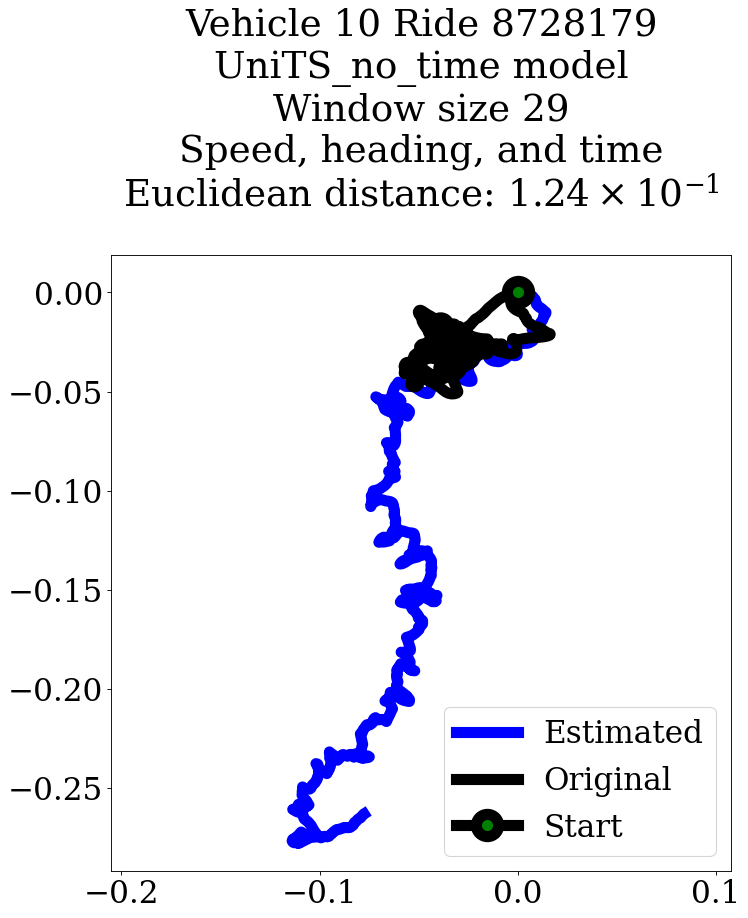 Vehicle 10 Ride 8728179
UniTS_no_time model
Window size 29
Speed, heading, and time
Euclidean distance: 1.24 × 10⁻¹
0.00
−0.05
−0.10
−0.15
−0.20
−0.25
Estimated
Original
Start
−0.2 −0.1 0.0 0.1